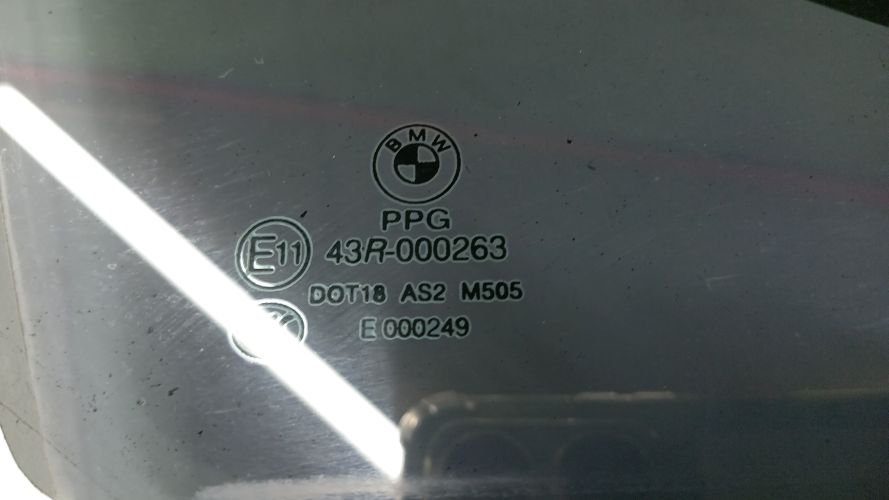 BMW
PPG
E11 43R-000263
DOT18 AS2 M505
E000249